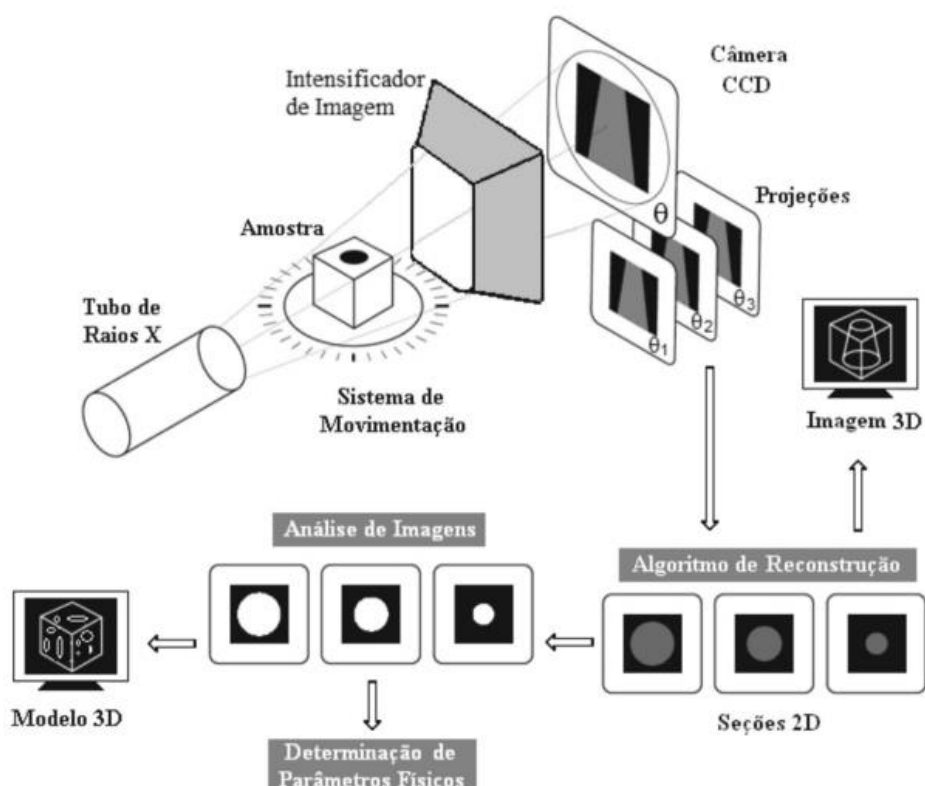 Câmera
CCD
Intensificador
de Imagem
Projeções
Amostra
θ
θ1
θ2
θ3
Tubo de
Raios X
Sistema de
Movimentação
Imagem 3D
Análise de Imagens
Algoritmo de Reconstrução
Modelo 3D
Seções 2D
Determinação de
Parâmetros Físicos